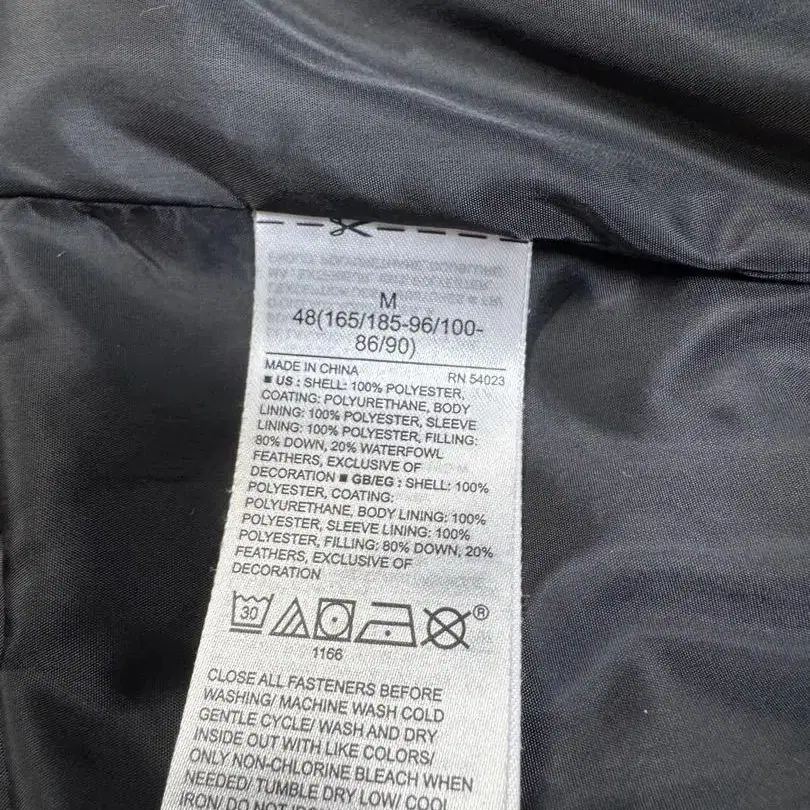 M
48(165/185-96/100-
86/90)
MADE IN CHINA RN 54023
■ US : SHELL: 100% POLYESTER,
COATING: POLYURETHANE, BODY
LINING: 100% POLYESTER, SLEEVE
LINING: 100% POLYESTER, FILLING:
80% DOWN, 20% WATERFOWL
FEATHERS, EXCLUSIVE OF
DECORATION ■ GB/EG : SHELL: 100%
POLYESTER, COATING:
POLYURETHANE, BODY LINING: 100%
POLYESTER, SLEEVE LINING: 100%
POLYESTER, FILLING: 80% DOWN, 20%
FEATHERS, EXCLUSIVE OF
DECORATION
30 ®
1166
CLOSE ALL FASTENERS BEFORE
WASHING/ MACHINE WASH COLD
GENTLE CYCLE/ WASH AND DRY
INSIDE OUT WITH LIKE COLORS/
ONLY NON-CHLORINE BLEACH WHEN
NEEDED/ TUMBLE DRY LOW/ COOL
IRON/ DO NOT